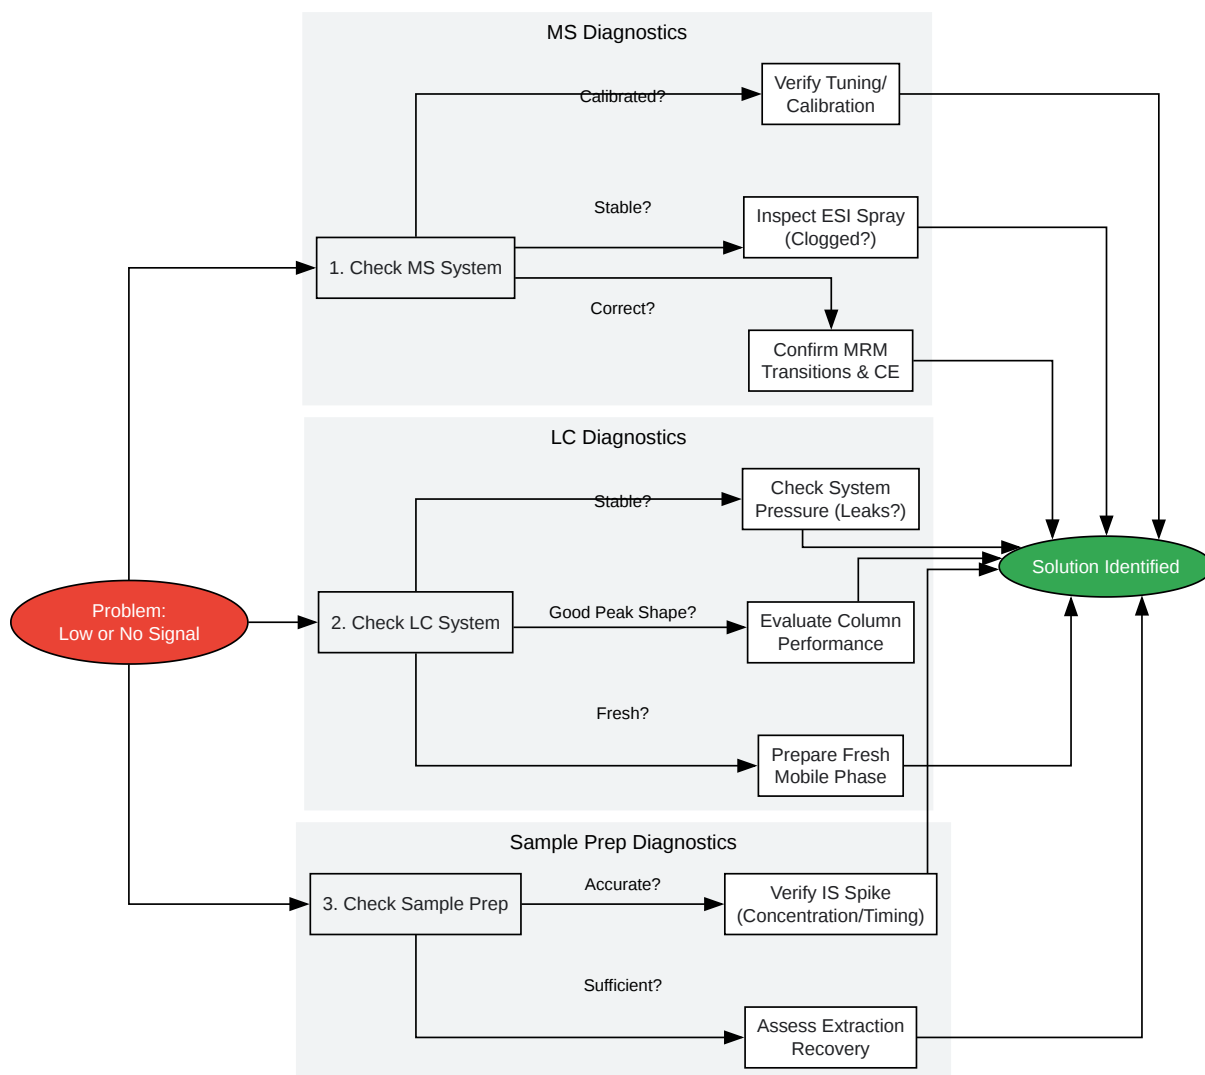 MS Diagnostics
Calibrated?
Verify Tuning/
Calibration
Stable?
Inspect ESI Spray
(Clogged?)
1. Check MS System
Correct?
Confirm MRM
Transitions & CE
LC Diagnostics
Stable?
Check System
Pressure (Leaks?)
Solution Identified
Problem:
Low or No Signal
2. Check LC System
Good Peak Shape?
Evaluate Column
Performance
Fresh?
Prepare Fresh
Mobile Phase
Sample Prep Diagnostics
3. Check Sample Prep
Accurate?
Verify IS Spike
(Concentration/Timing)
Sufficient?
Assess Extraction
Recovery